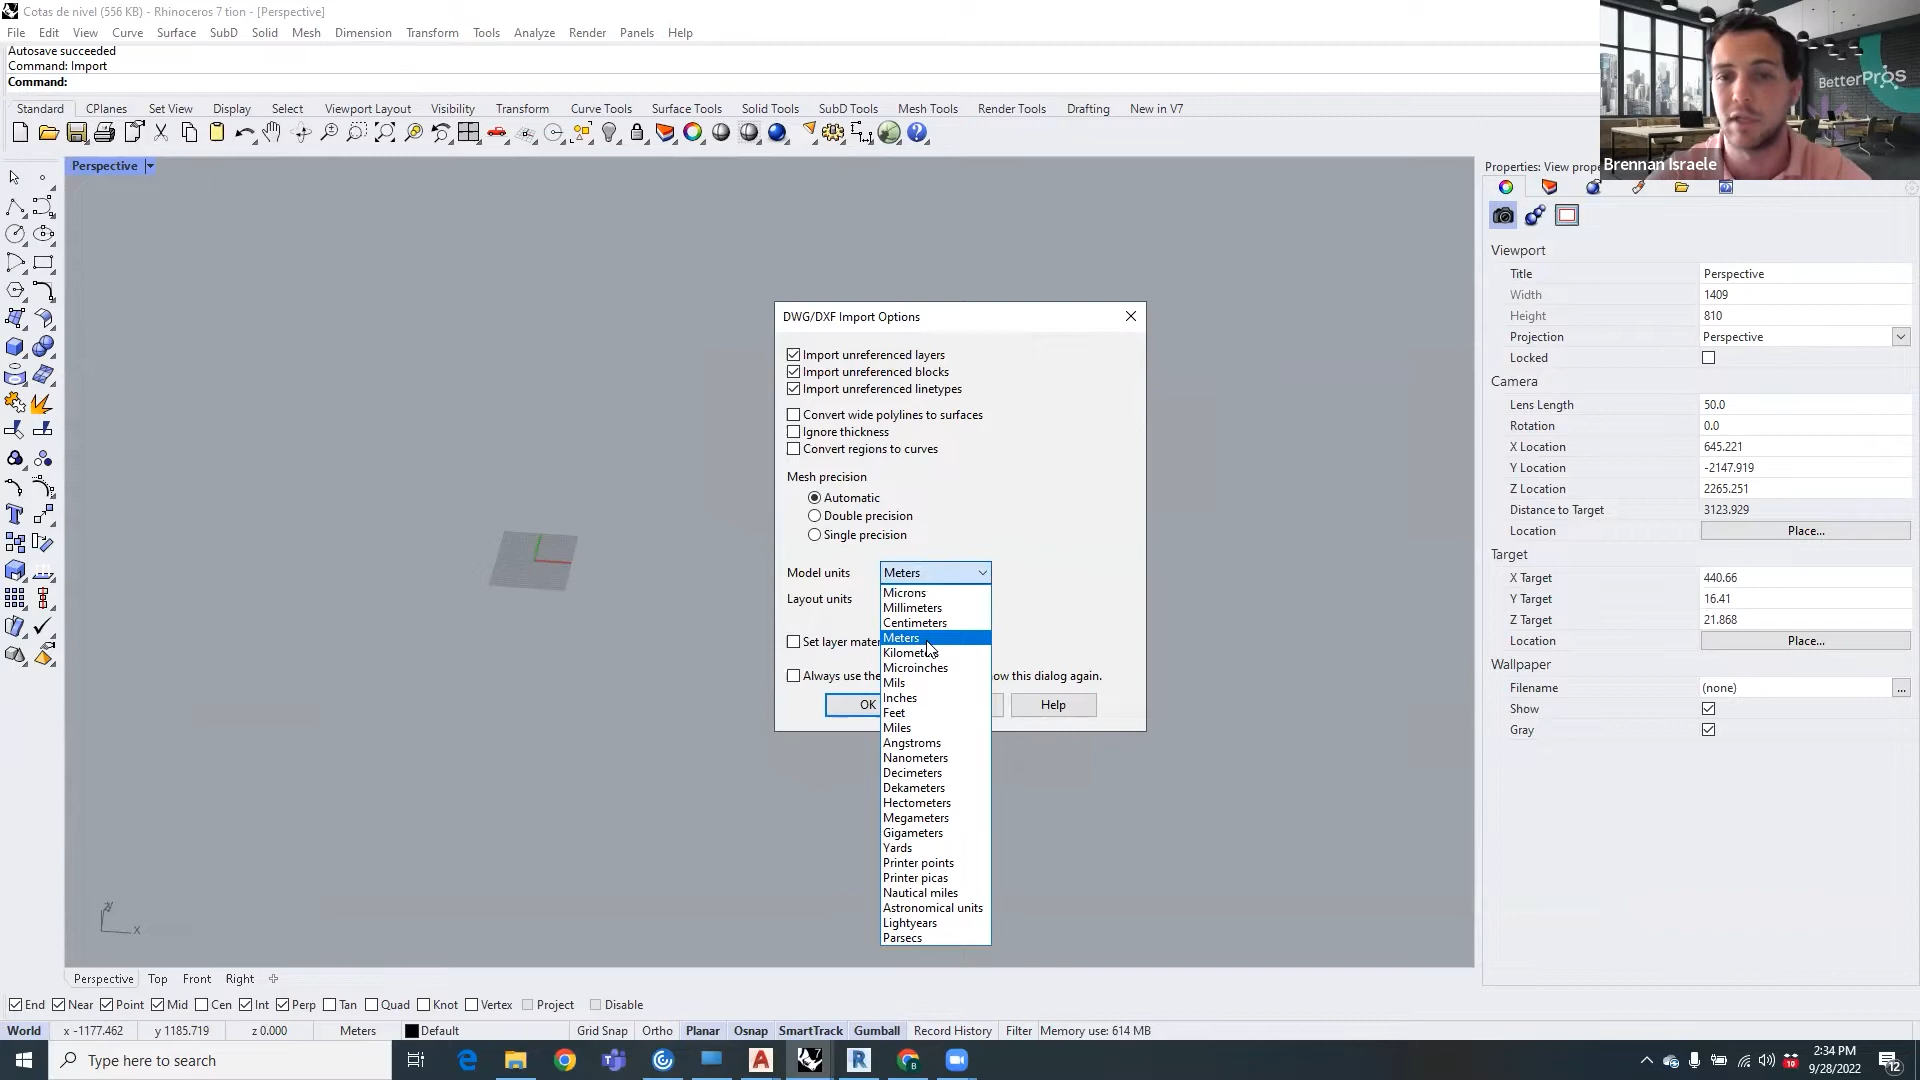 Cotas de nivel (556 KB) - Rhinoceros 7 tion - [Perspective]
File Edit View Curve Surface SubD Solid Mesh Dimension Transform Tools Analyze Render Panels Help
Autosave succeeded
Command: Import
Command:
Standard CPlanes Set View Display Select Viewport Layout Visibility Transform Curve Tools Surface Tools Solid Tools SubD Tools Mesh Tools Render Tools Drafting New in V7
BetterPros
Brennan Israele
Perspective
Properties: View prope
Viewport
Title Perspective
Width 1409
Height 810
Projection Perspective
Locked
Camera
Lens Length 50.0
Rotation 0.0
X Location 645.221
Y Location -2147.919
Z Location 2265.251
Distance to Target 3123.929
Location Place...
Target
X Target 440.66
Y Target 16.41
Z Target 21.868
Location Place...
Wallpaper
Filename (none) ...
Show
Gray
DWG/DXF Import Options
Import unreferenced layers
Import unreferenced blocks
Import unreferenced linetypes
Convert wide polylines to surfaces
Ignore thickness
Convert regions to curves
Mesh precision
Automatic
Double precision
Single precision
Model units Meters
Layout units
Set layer mater
Always use the ow this dialog again.
OK Help
Microns
Millimeters
Centimeters
Meters
Kilometers
Microinches
Mils
Inches
Feet
Miles
Angstroms
Nanometers
Decimeters
Dekameters
Hectometers
Megameters
Gigameters
Yards
Printer points
Printer picas
Nautical miles
Astronomical units
Lightyears
Parsecs
x
Perspective Top Front Right
End Near Point Mid Cen Int Perp Tan Quad Knot Vertex Project Disable
World x -1177.462 y 1185.719 z 0.000 Meters Default Grid Snap Ortho Planar Osnap SmartTrack Gumball Record History Filter Memory use: 614 MB
Type here to search
2:34 PM
9/28/2022
12